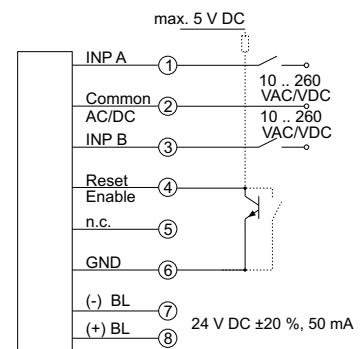 max. 5 V DC
INP A
1
10 .. 260
VAC/VDC
Common
AC/DC
2
10 .. 260
VAC/VDC
INP B
3
Reset
Enable
4
n.c.
5
GND
6
(-) BL
7
24 V DC ±20 %, 50 mA
(+) BL
8